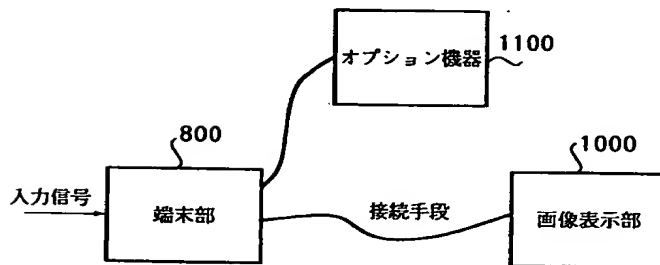 1100
オプション機器
800
1000
入力信号
端末部
接続手段
画像表示部